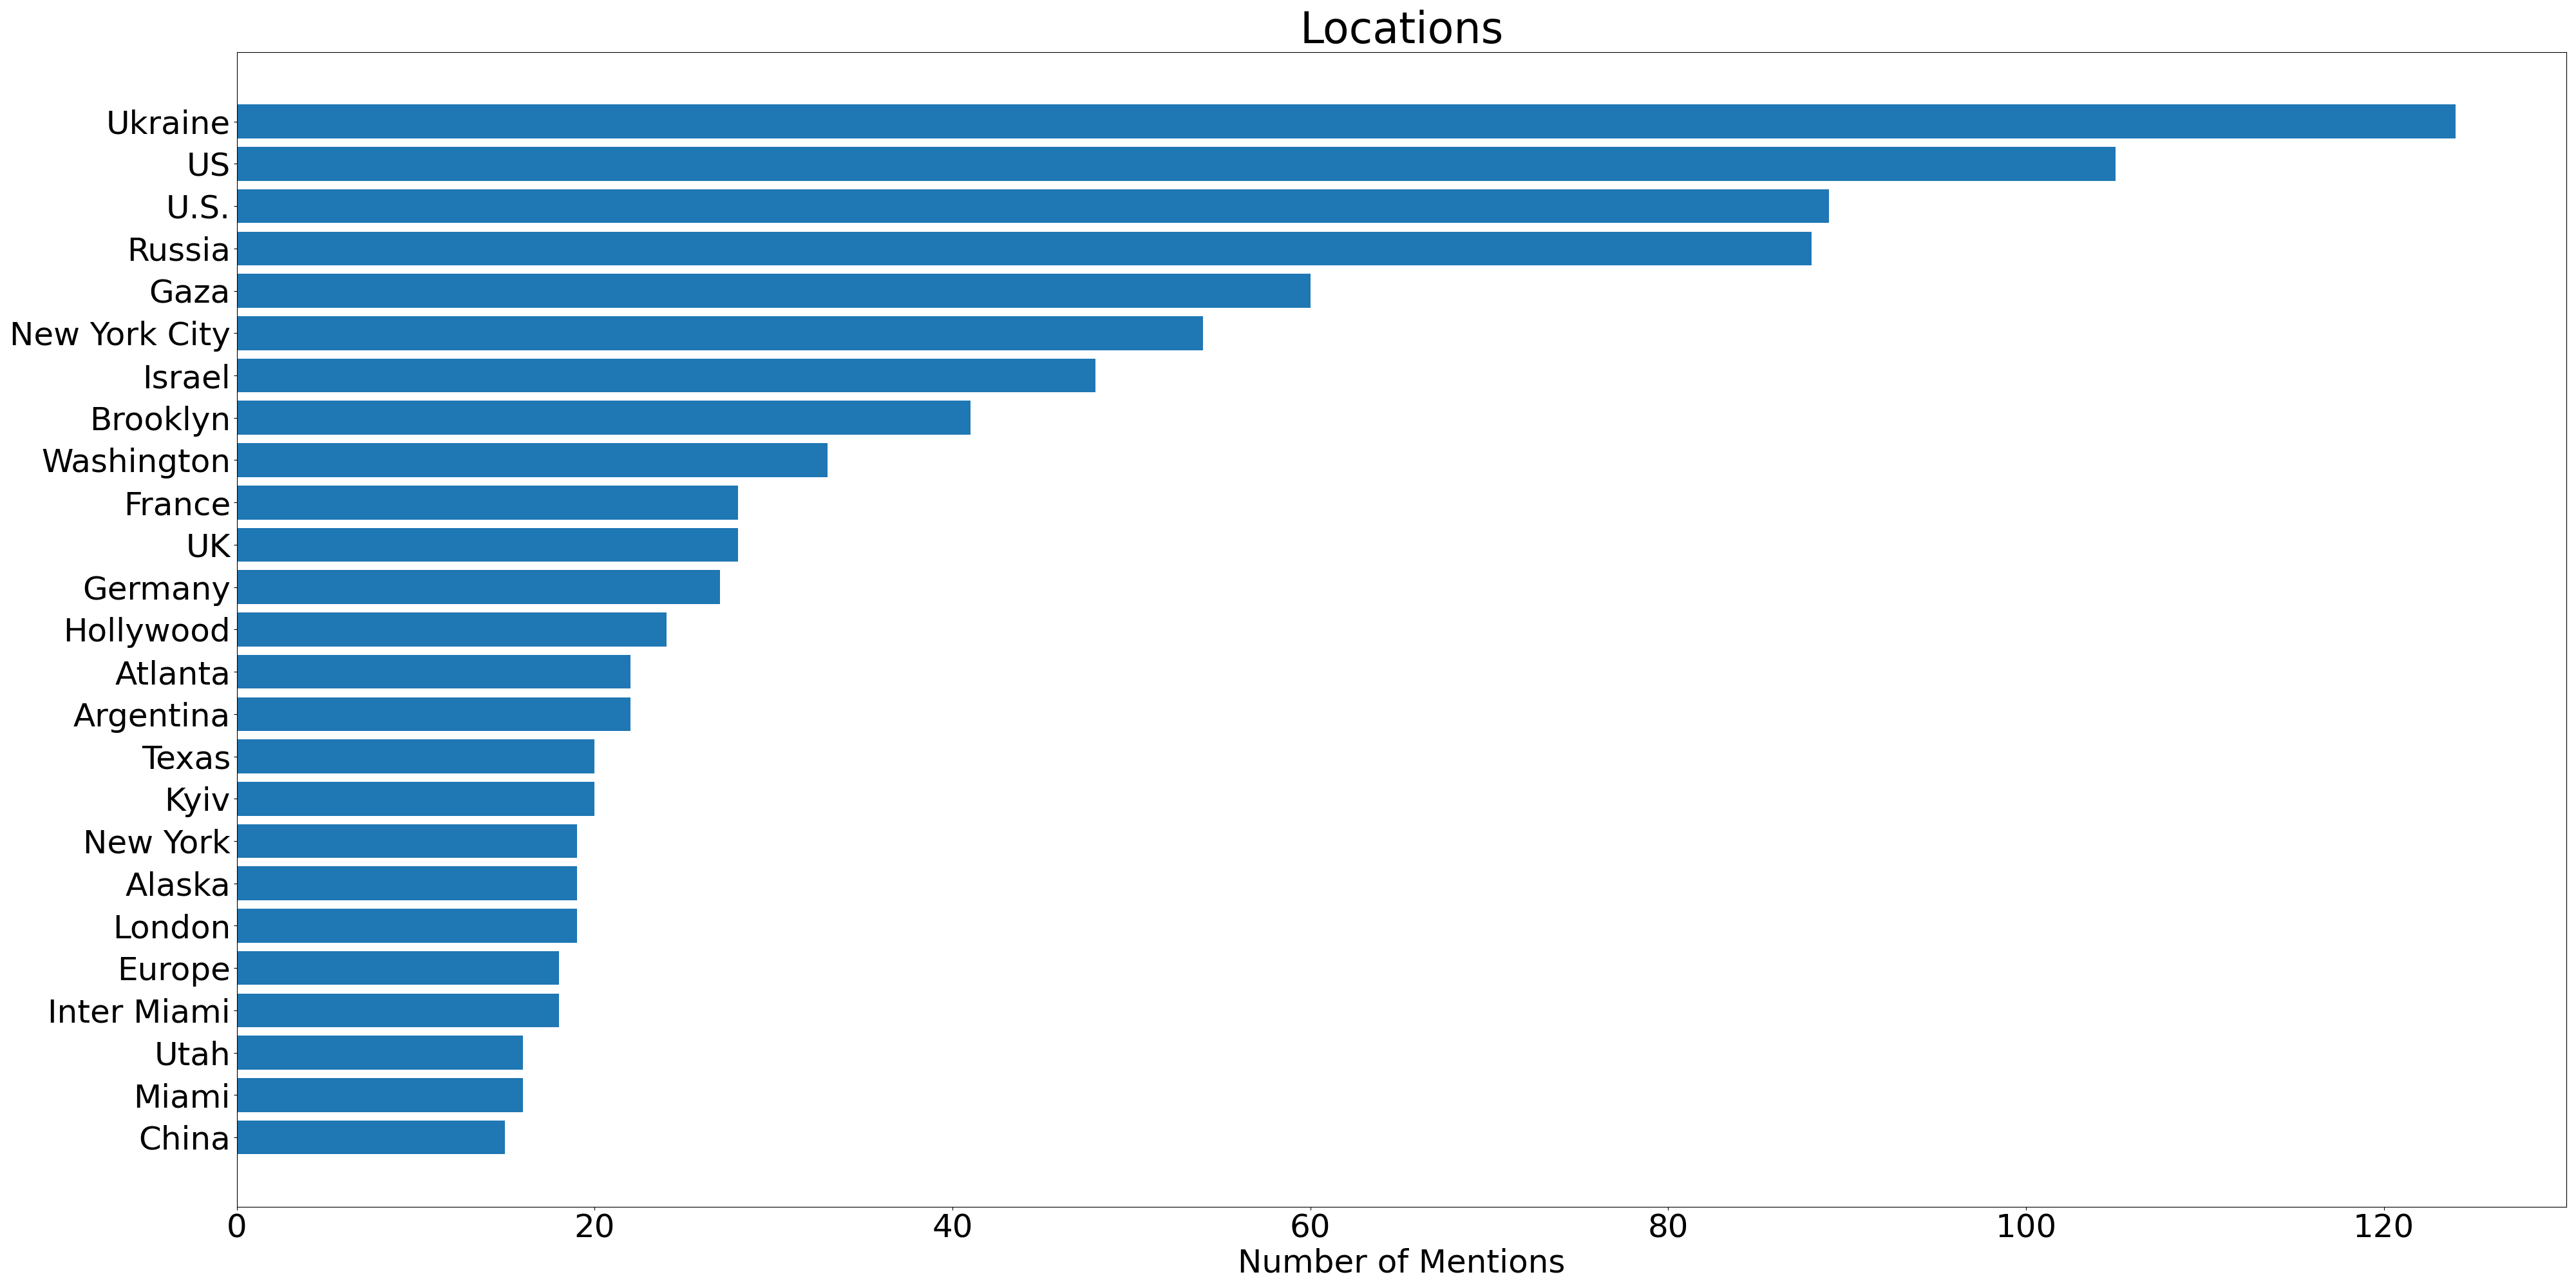 Locations
Ukraine
US
U.S.
Russia
Gaza
New York City
Israel
Brooklyn
Washington
France
UK
Germany
Hollywood
Atlanta
Argentina
Texas
Kyiv
New York
Alaska
London
Europe
Inter Miami
Utah
Miami
China
0 20 40 60 80 100 120
Number of Mentions